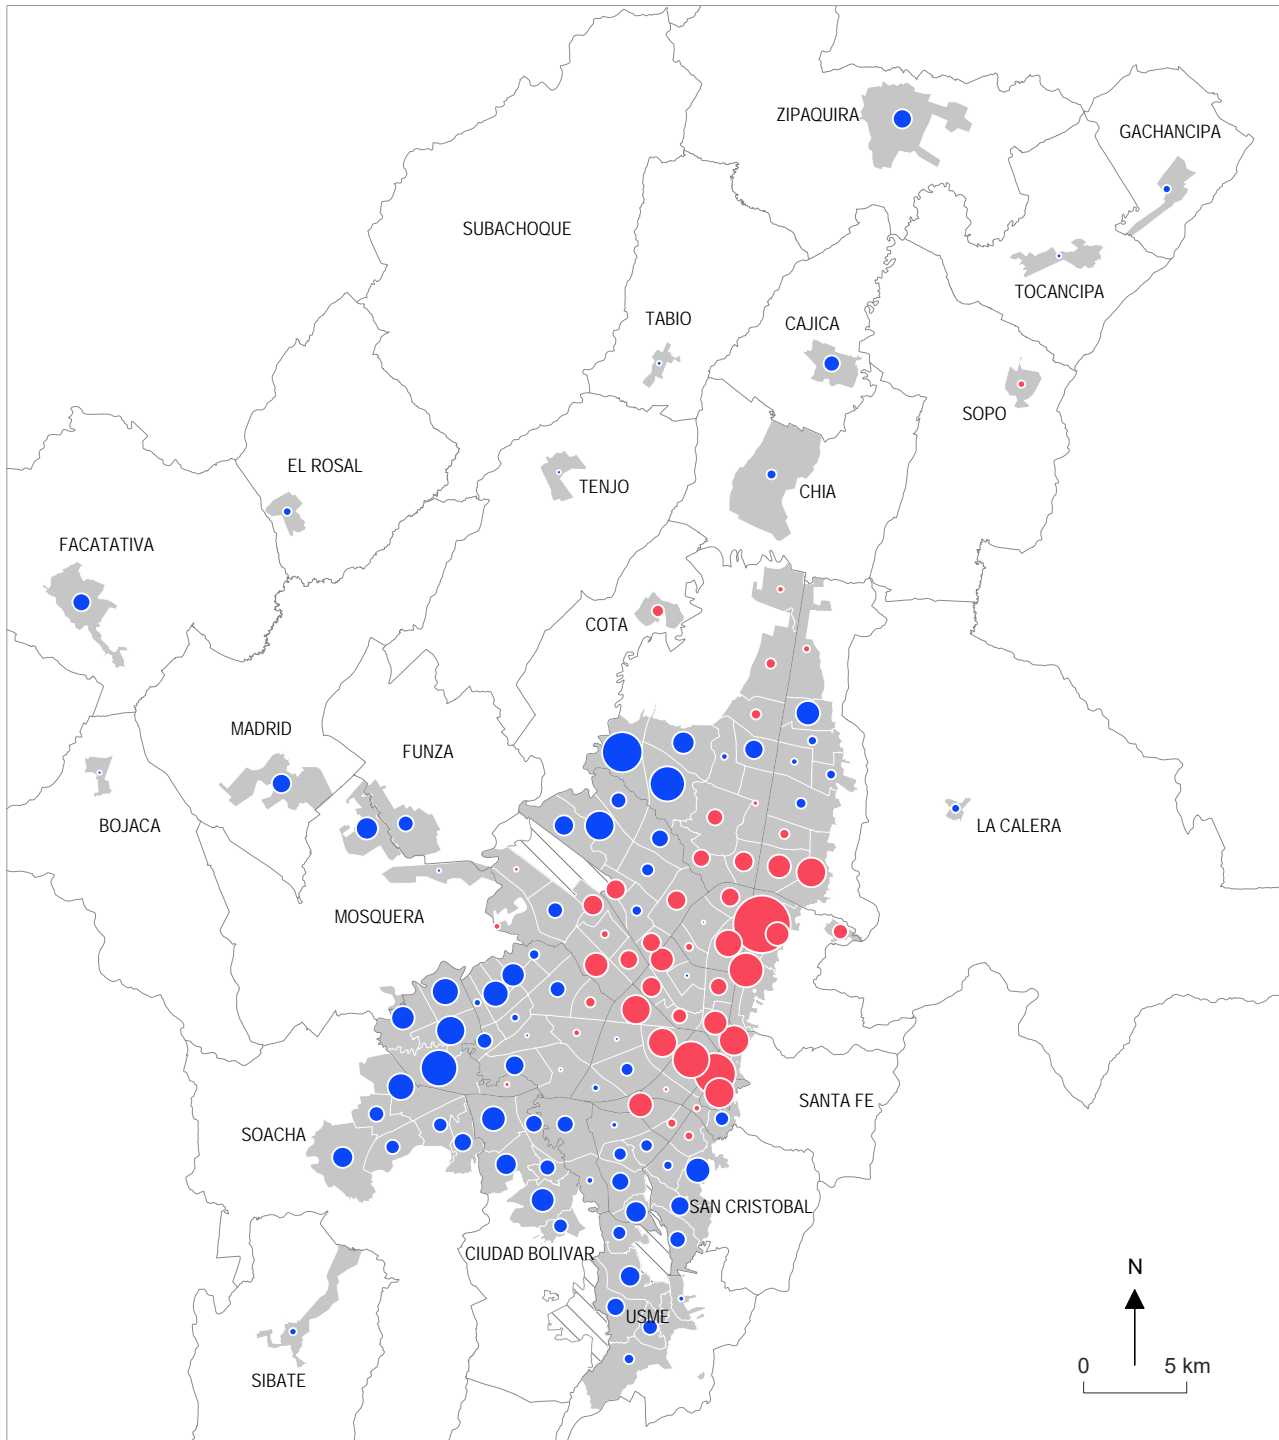 ZIPAQUIRA
GACHANCIPA
SUBACHOQUE
TOCANCIPA
TABIO
CAJICA
SOPO
EL ROSAL
TENJO
CHIA
FACATATIVA
COTA
MADRID
FUNZA
BOJACA
LA CALERA
MOSQUERA
SANTA FE
SOACHA
SAN CRISTOBAL
CIUDAD BOLIVAR
N
USME
0 5 km
SIBATE